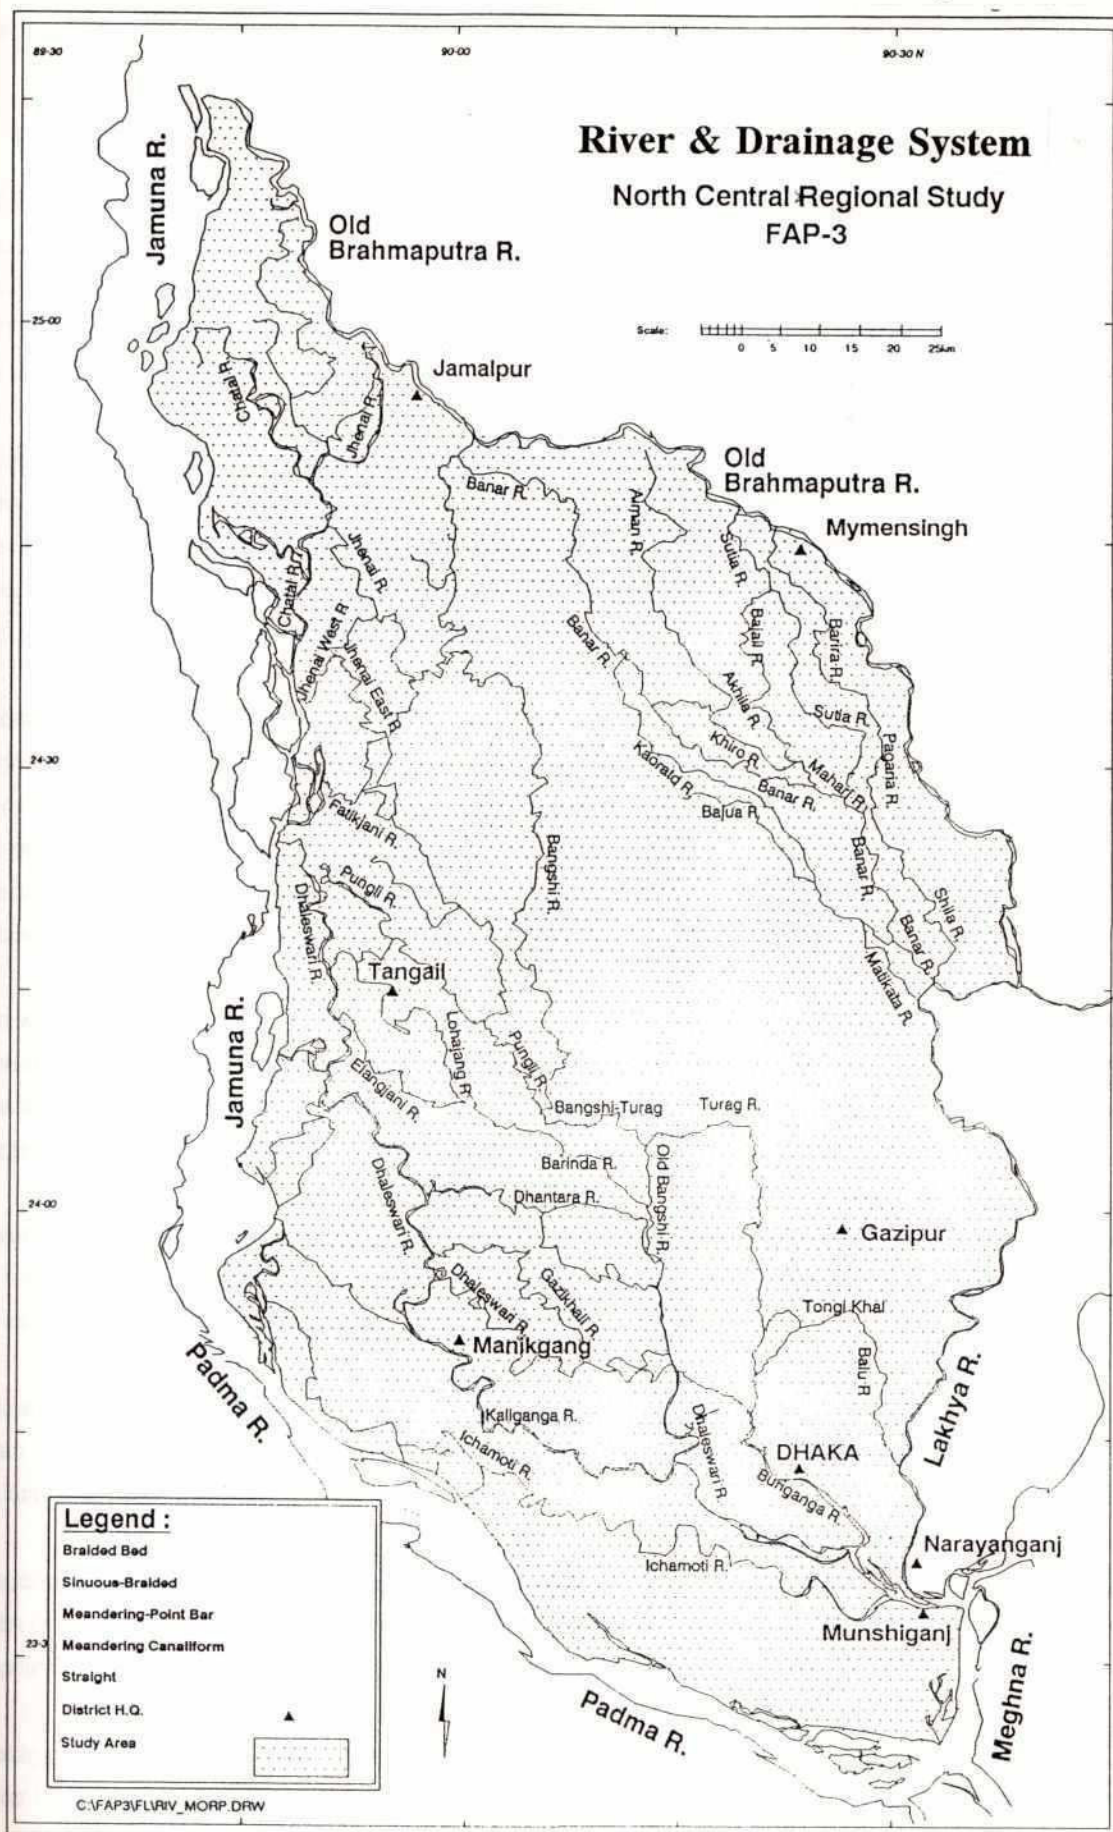 89-30
90-00
90-30 N
River & Drainage System
North Central Regional Study
FAP-3
Jamuna R.
Old
Brahmaputra R.
25-00
Scale:
0 5 10 15 20 25km
Jamalpur
Chatal R.
Jhenai R.
Old
Brahmaputra R.
Banar R.
Aiman R.
Mymensingh
Sutia R.
Jhenai R.
Chatal R.
Bajail R.
Banar R.
Barira R.
Jhenai West R
Jhenai East R
Akhila R.
Sutia R.
Khiro R.
Pagaria R.
24-30
Kaoraid R.
Mahari R.
Banar R.
Bajua R.
Fatikjani R.
Bangshi R.
Banar R.
Pungli R.
Dhaleswari R.
Shila R.
Banar R.
Tangail
Matikata R.
Jamuna R.
Lohajang R.
Pungli R.
Elangjani R.
Bangshi-Turag
Turag R.
Barinda R.
Old Bangshi R.
Dhaleswari R.
Dhantara R.
24-00
Gazipur
Dhaleswari R.
Gazikhali R.
Tongi Khal
Manikgang
Padma R.
Balu R
Lakhya R.
Kaliganga R.
Dhaleswari R.
Ichamoti R.
DHAKA
Buriganga R.
Narayanganj
Ichamoti R.
Munshiganj
Legend :
Braided Bed
Sinuous-Braided
Meandering-Point Bar
Meandering Canaliform
Straight
District H.Q.
Study Area
23-3
N
Padma R.
Meghna R.
C:\FAP3\FL\RIV_MORP.DRW